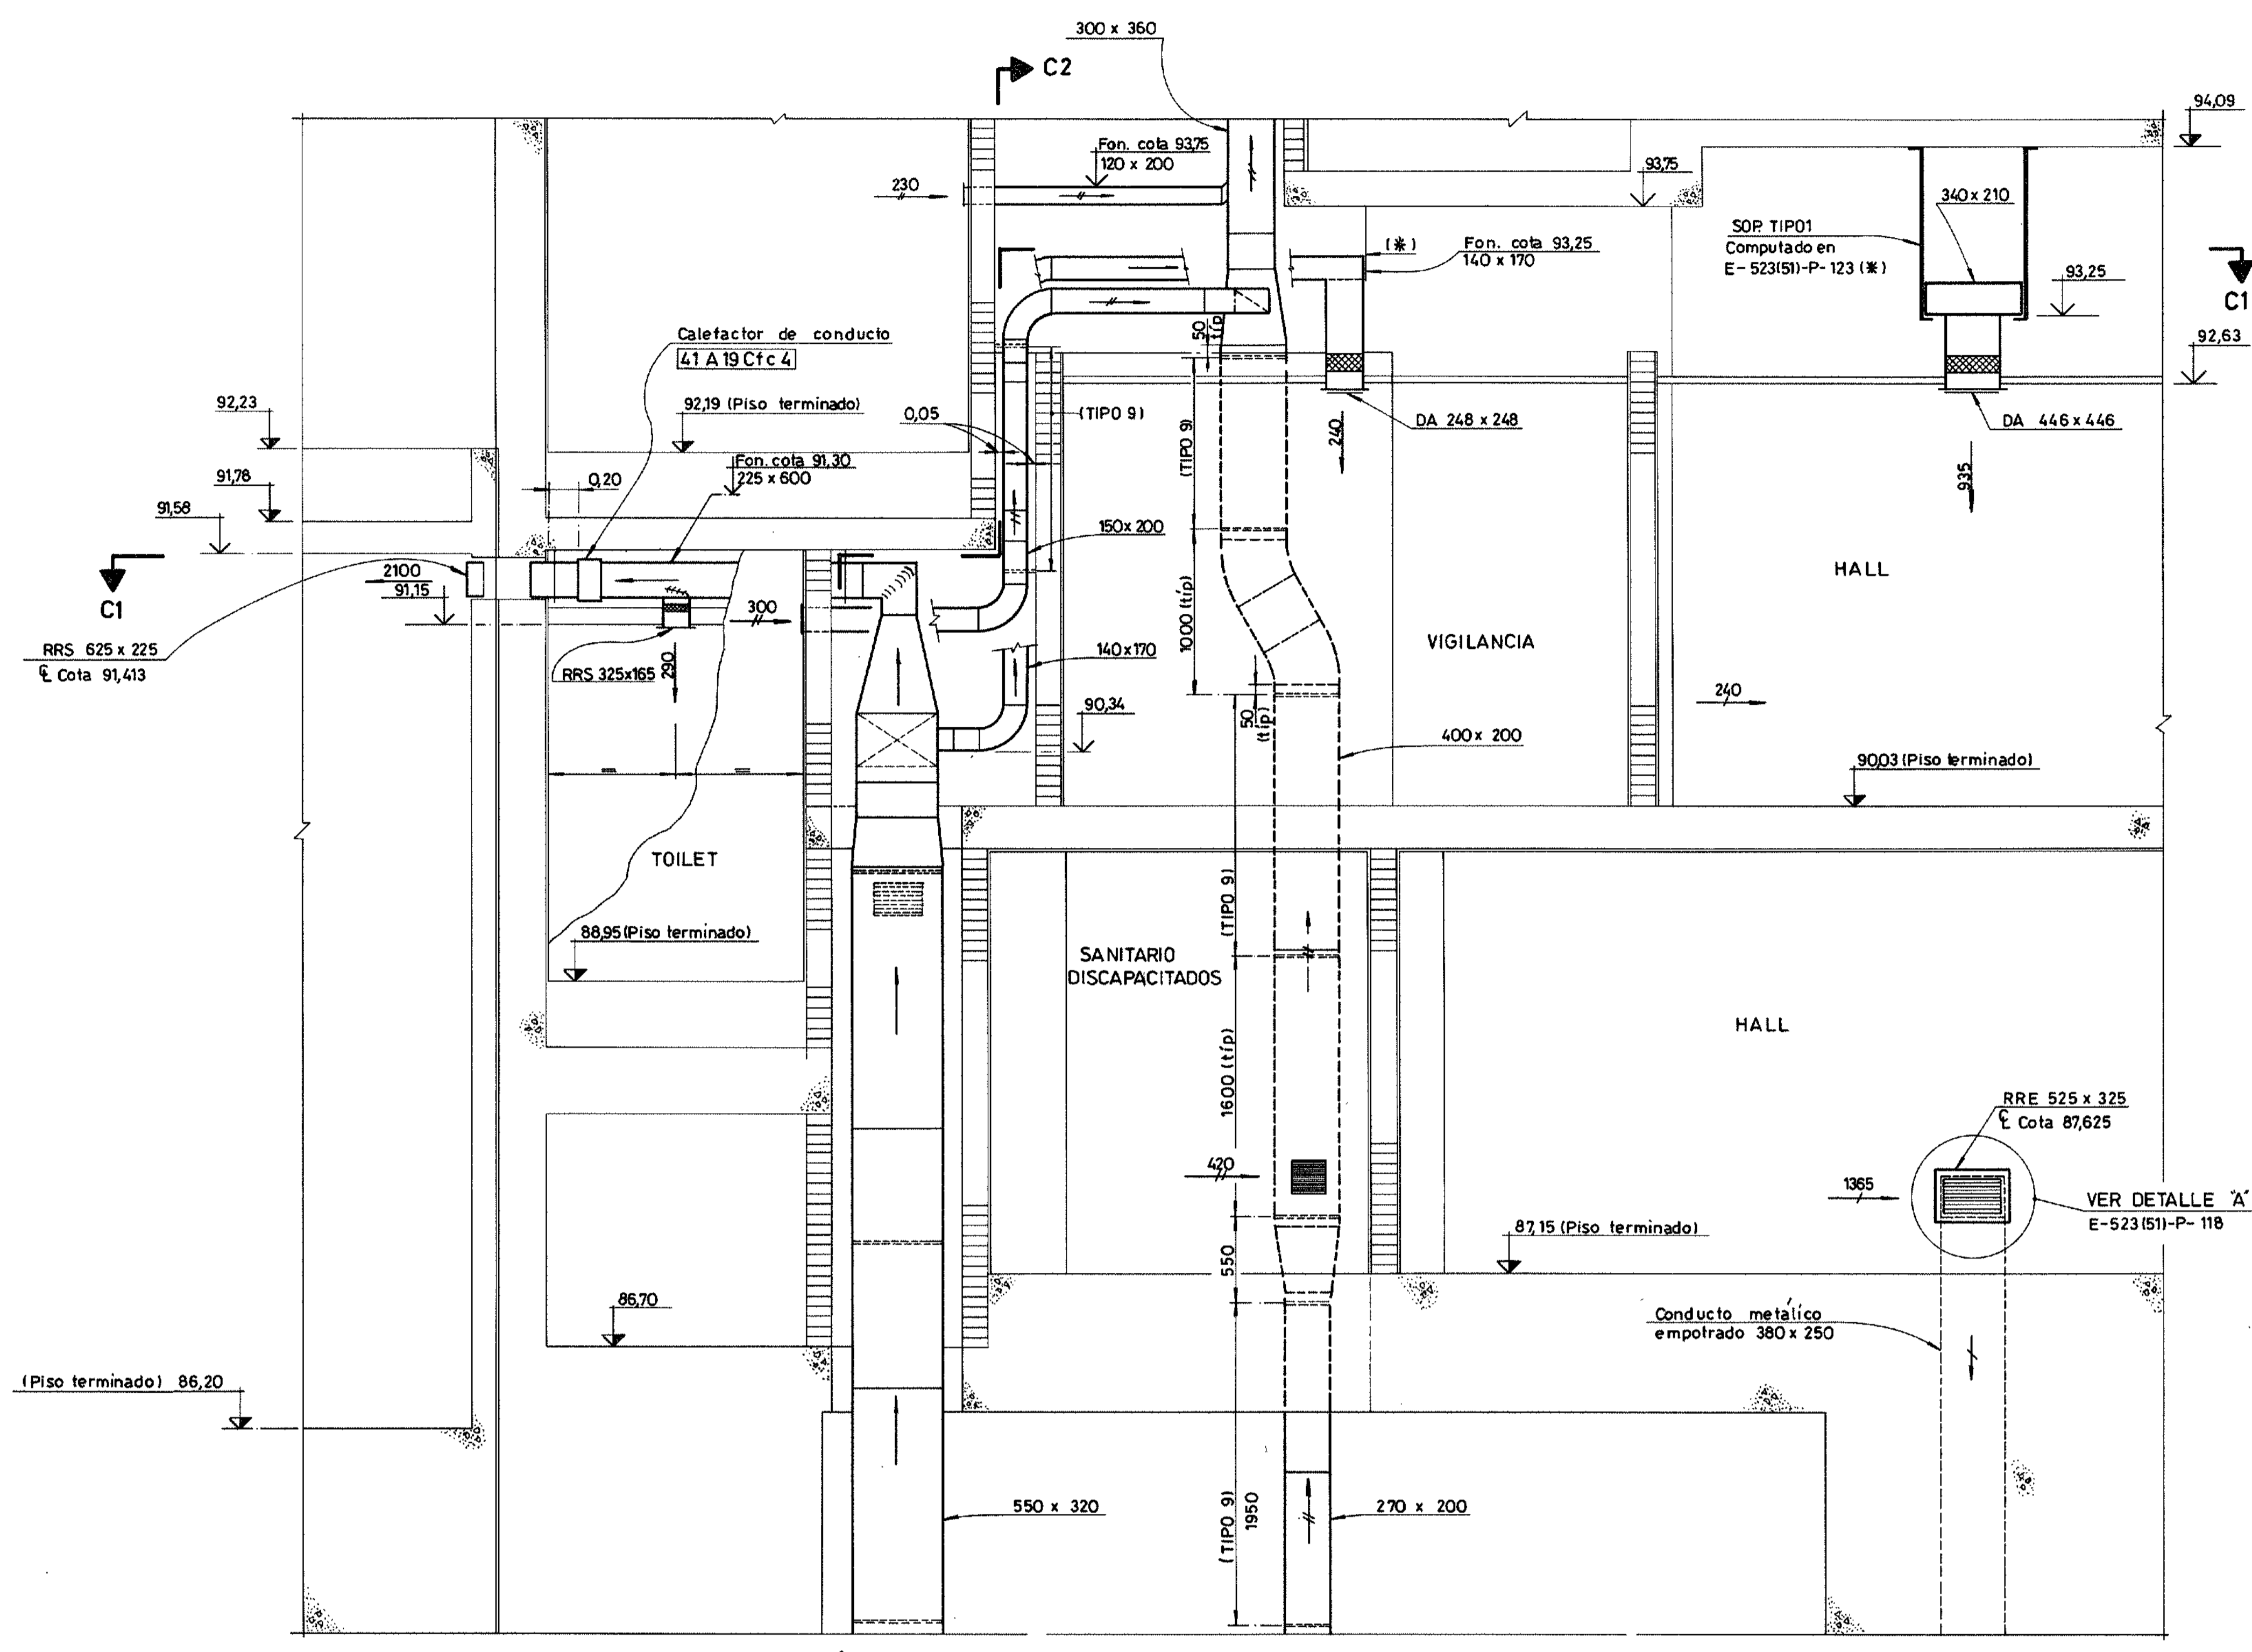 300 x 360
C2
94,09
Fon. cota 93,75
120 x 200
230
93,75
340 x 210
SOP. TIPO1
Computado en
E-523(51)-P-123 (*)
(*)
Fon. cota 93,25
140 x 170
93,25
C1
50
típ
Calefactor de conducto
41 A 19 Cfc 4
92,63
92,23
92,19 (Piso terminado)
0,05
(TIPO 9)
(TIPO 9)
240
DA 248 x 248
DA 446 x 446
935
91,78
91,58
0,20
Fon. cota 91,30
225 x 600
150 x 200
HALL
C1
2100
91,15
300
1000 (típ)
VIGILANCIA
RRS 625 x 225
℄ Cota 91,413
RRS 325x165
290
140x170
240
90,34
50
(típ)
400 x 200
=
=
90,03 (Piso terminado)
TOILET
(TIPO 9)
88,95 (Piso terminado)
SANITARIO
DISCAPACITADOS
HALL
1600 (típ)
RRE 525 x 325
℄ Cota 87,625
420
1365
VER DETALLE "A"
E-523(51)-P-118
87,15 (Piso terminado)
550
86,70
Conducto metálico
empotrado 380 x 250
(Piso terminado) 86,20
550 x 320
(TIPO 9)
1950
270 x 200